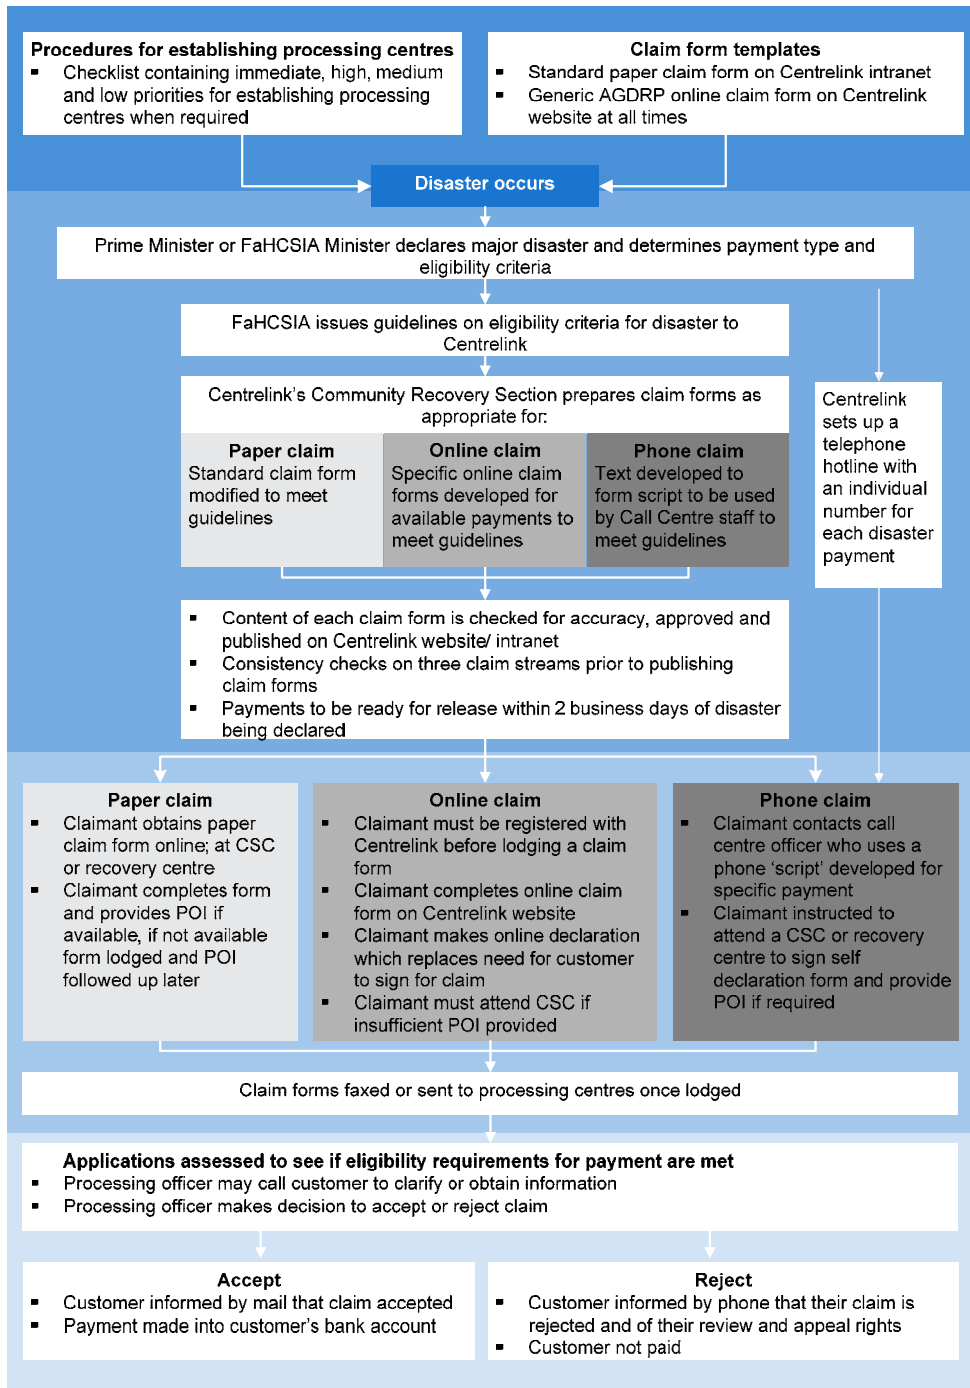 Procedures for establishing processing centres
▪ Checklist containing immediate, high, medium
and low priorities for establishing processing
centres when required
Claim form templates
▪ Standard paper claim form on Centrelink intranet
▪ Generic AGDRP online claim form on Centrelink
website at all times
Disaster occurs
Prime Minister or FaHCSIA Minister declares major disaster and determines payment type and
eligibility criteria
FaHCSIA issues guidelines on eligibility criteria for disaster to
Centrelink
Centrelink's Community Recovery Section prepares claim forms as
appropriate for:
Paper claim
Standard claim form
modified to meet
guidelines
Online claim
Specific online claim
forms developed for
available payments to
meet guidelines
Phone claim
Text developed to
form script to be used
by Call Centre staff to
meet guidelines
Centrelink
sets up a
telephone
hotline with
an individual
number for
each disaster
payment
▪ Content of each claim form is checked for accuracy, approved and
published on Centrelink website/ intranet
▪ Consistency checks on three claim streams prior to publishing
claim forms
▪ Payments to be ready for release within 2 business days of disaster
being declared
Paper claim
▪ Claimant obtains paper
claim form online; at CSC
or recovery centre
▪ Claimant completes form
and provides POI if
available, if not available
form lodged and POI
followed up later
Online claim
▪ Claimant must be registered with
Centrelink before lodging a claim
form
▪ Claimant completes online claim
form on Centrelink website
▪ Claimant makes online declaration
which replaces need for customer
to sign for claim
▪ Claimant must attend CSC if
insufficient POI provided
Phone claim
▪ Claimant contacts call
centre officer who uses a
phone ‘script’ developed for
specific payment
▪ Claimant instructed to
attend a CSC or recovery
centre to sign self
declaration form and provide
POI if required
Claim forms faxed or sent to processing centres once lodged
Applications assessed to see if eligibility requirements for payment are met
▪ Processing officer may call customer to clarify or obtain information
▪ Processing officer makes decision to accept or reject claim
Accept
▪ Customer informed by mail that claim accepted
▪ Payment made into customer's bank account
Reject
▪ Customer informed by phone that their claim is
rejected and of their review and appeal rights
▪ Customer not paid